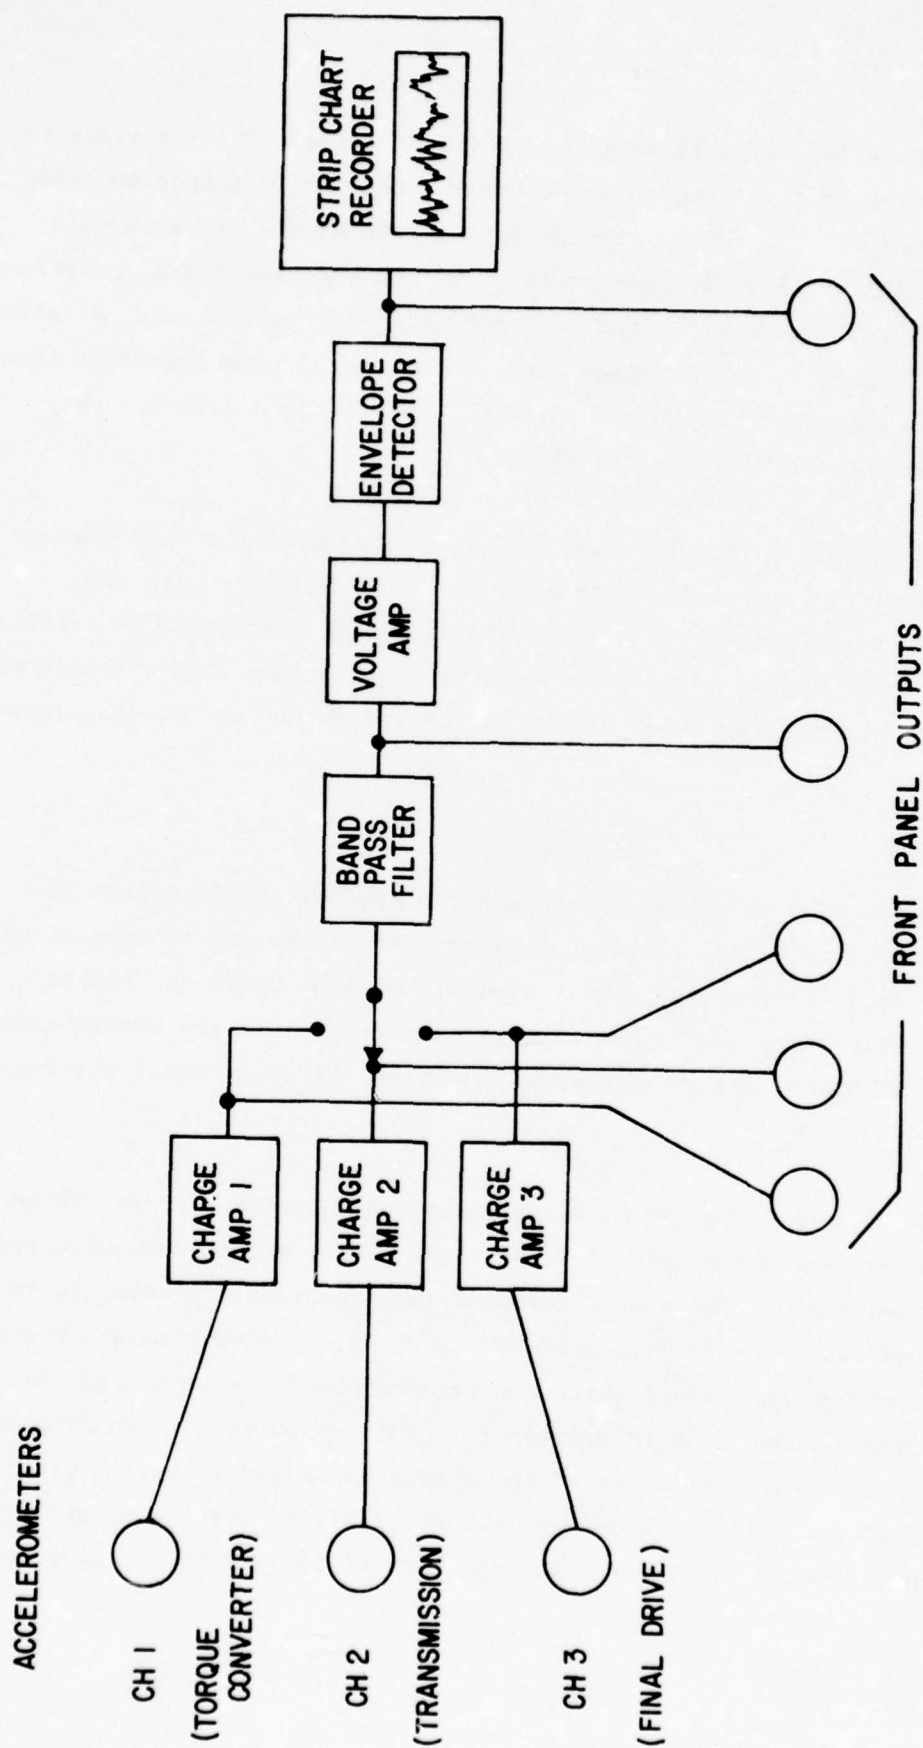 ACCELEROMETERS
CH 1
(TORQUE
CONVERTER)
CH 2
(TRANSMISSION)
CH 3
(FINAL DRIVE)
CHARGE
AMP 1
CHARGE
AMP 2
CHARGE
AMP 3
BAND
PASS
FILTER
VOLTAGE
AMP
ENVELOPE
DETECTOR
STRIP CHART
RECORDER
FRONT PANEL OUTPUTS